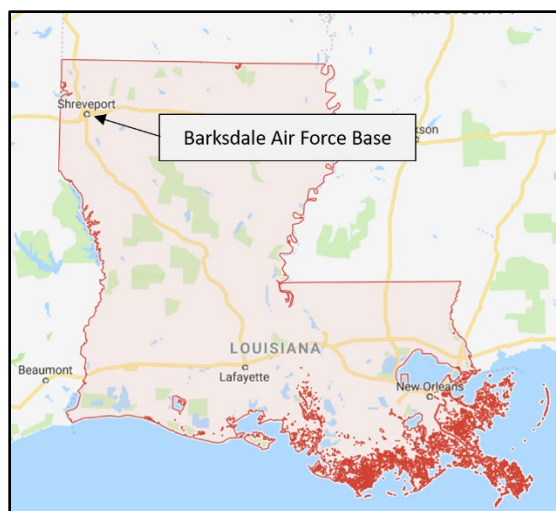 Shreveport
Barksdale Air Force Base
LOUISIANA
Beaumont
Lafayette
New Orleans